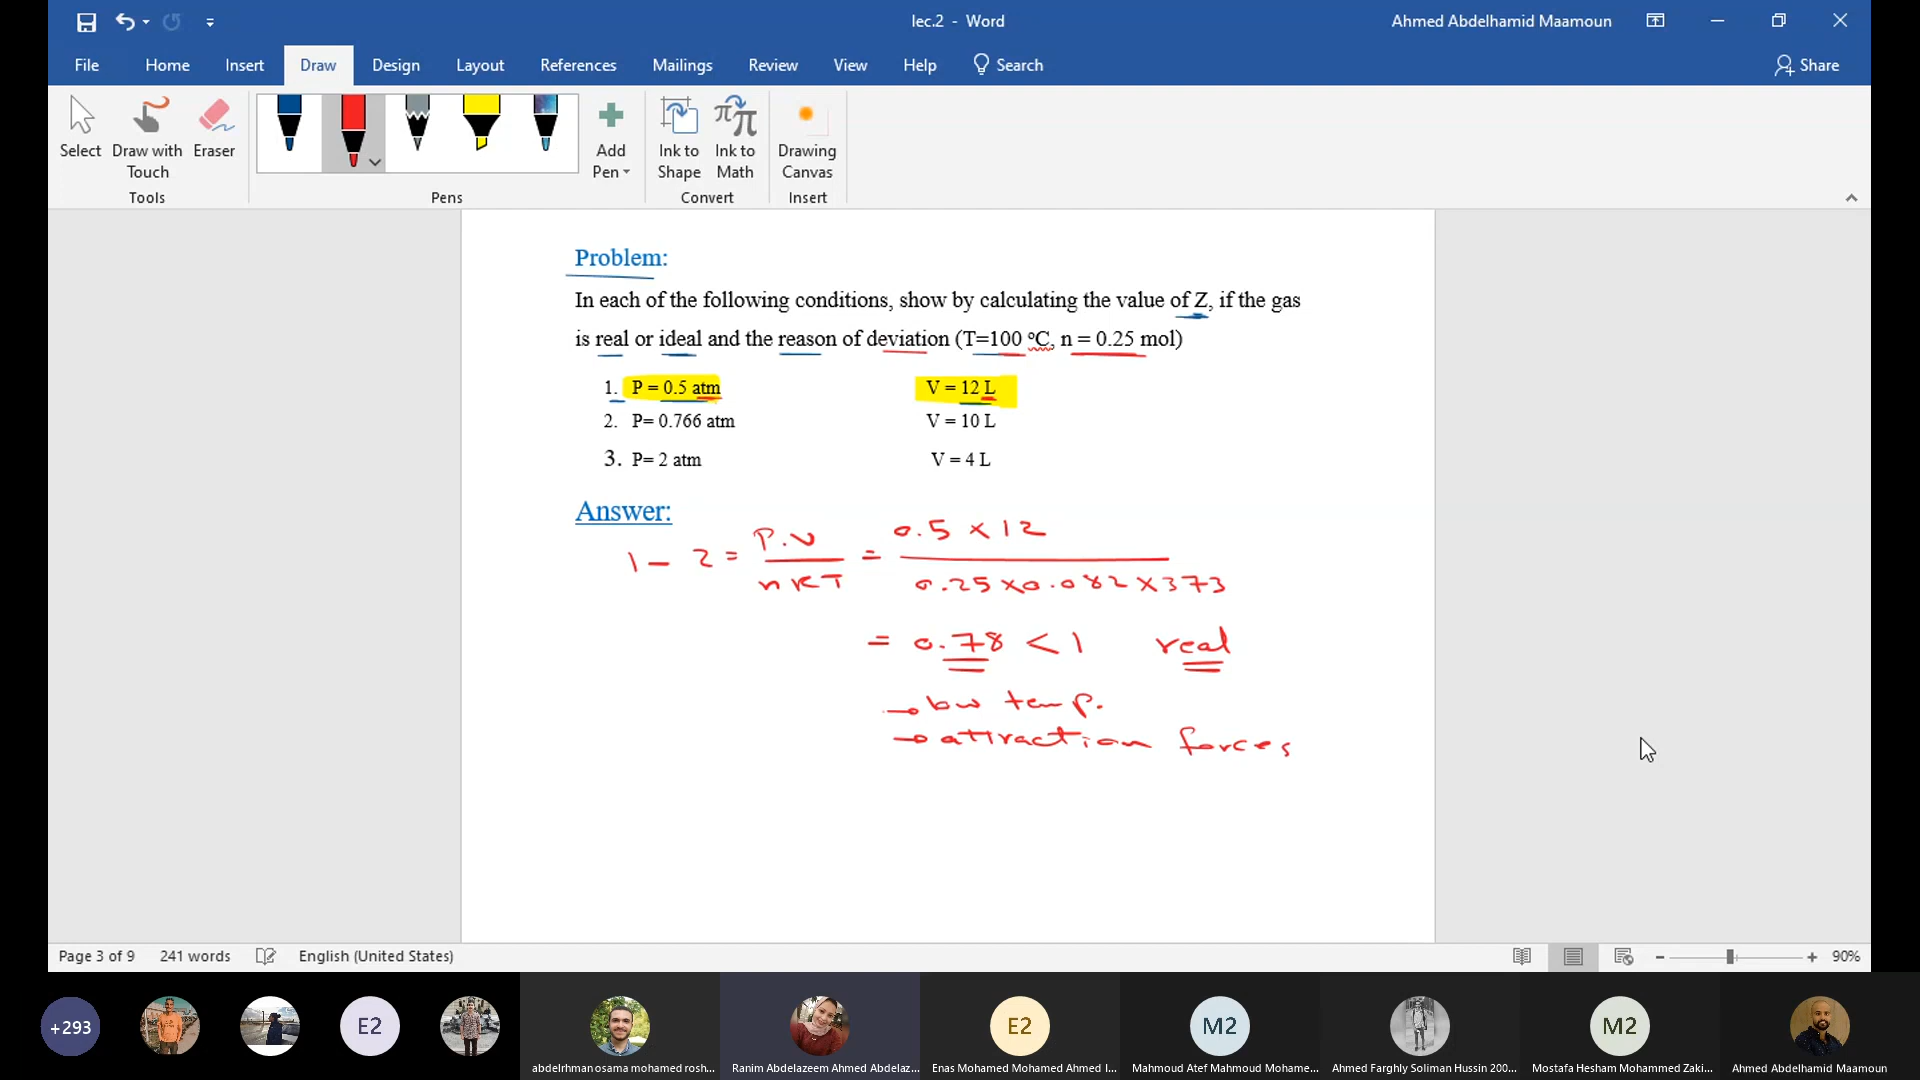 lec.2 - Word
Ahmed Abdelhamid Maamoun
File Home Insert Draw Design Layout References Mailings Review View Help Search Share
Select Draw with Touch Eraser
Add Pen
Ink to Shape Ink to Math
Drawing Canvas
Tools Pens Convert Insert
Problem:
In each of the following conditions, show by calculating the value of Z, if the gas
is real or ideal and the reason of deviation (T=100 ºC, n = 0.25 mol)
1. P = 0.5 atm V = 12 L
2. P= 0.766 atm V = 10 L
3. P= 2 atm V = 4 L
Answer:
1 - Z = P.V / nRT = 0.5 × 12 / 0.25 × 0.082 × 373
= 0.78 < 1 real
→ low temp.
→ attraction forces
Page 3 of 9 241 words English (United States) 90%
+293 E2 E2 M2 M2
abdelrhman osama mohamed rosh... Ranim Abdelazeem Ahmed Abdelaz... Enas Mohamed Mohamed Ahmed I... Mahmoud Atef Mahmoud Mohame... Ahmed Farghly Soliman Hussin 200... Mostafa Hesham Mohammed Zaki... Ahmed Abdelhamid Maamoun